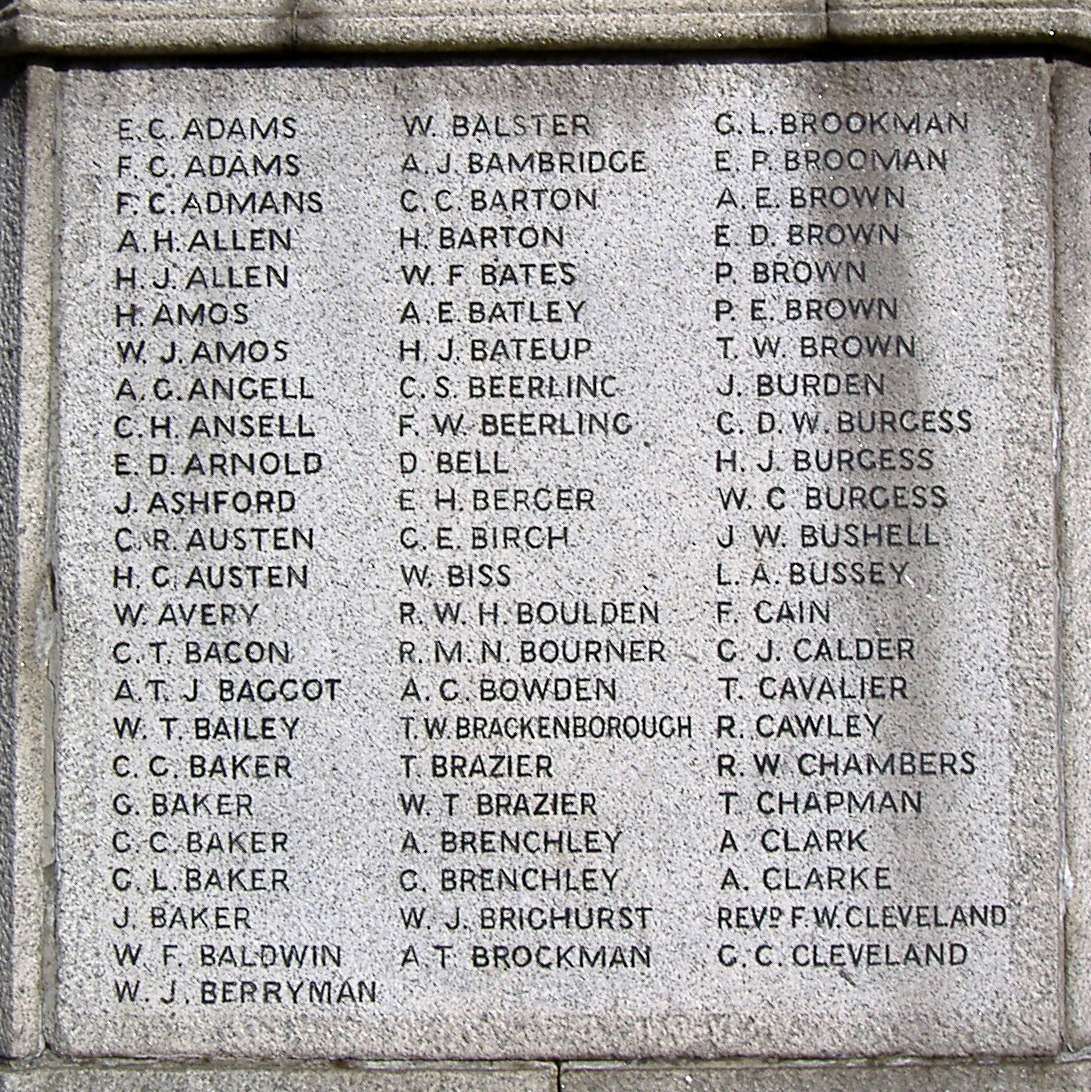 E. C. ADAMS
F. C. ADAMS
F. C. ADMANS
A. H. ALLEN
H. J. ALLEN
H. AMOS
W. J. AMOS
A. G. ANGELL
C. H. ANSELL
E. D. ARNOLD
J. ASHFORD
C. R. AUSTEN
H. C. AUSTEN
W. AVERY
C. T. BACON
A. T. J BAGGOT
W. T. BAILEY
C. C. BAKER
G. BAKER
G. C. BAKER
G. L. BAKER
J. BAKER
W. F. BALDWIN
W. J. BERRYMAN
W. BALSTER
A. J. BAMBRIDGE
C. C. BARTON
H. BARTON
W. F. BATES
A. E. BATLEY
H. J. BATEUP
C. S. BEERLING
F. W. BEERLING
D BELL
E H. BERGER
C. E. BIRCH
W. BISS
R. W. H. BOULDEN
R. M. N. BOURNER
A. C. BOWDEN
T. W. BRACKENBOROUGH
T. BRAZIER
W. T BRAZIER
A. BRENCHLEY
G. BRENCHLEY
W. J. BRIGHURST
A T. BROCKMAN
G. L. BROOKMAN
E. P. BROOMAN
A. E. BROWN
E. D. BROWN
P. BROWN
P. E. BROWN
T. W. BROWN
J. BURDEN
C. D. W. BURGESS
H. J. BURGESS
W. C BURGESS
J W. BUSHELL
L. A. BUSSEY
F. CAIN
G. J. CALDER
T. CAVALIER
R. CAWLEY
R. W CHAMBERS
T. CHAPMAN
A CLARK
A. CLARKE
REVD F. W. CLEVELAND
G. C. CLEVELAND